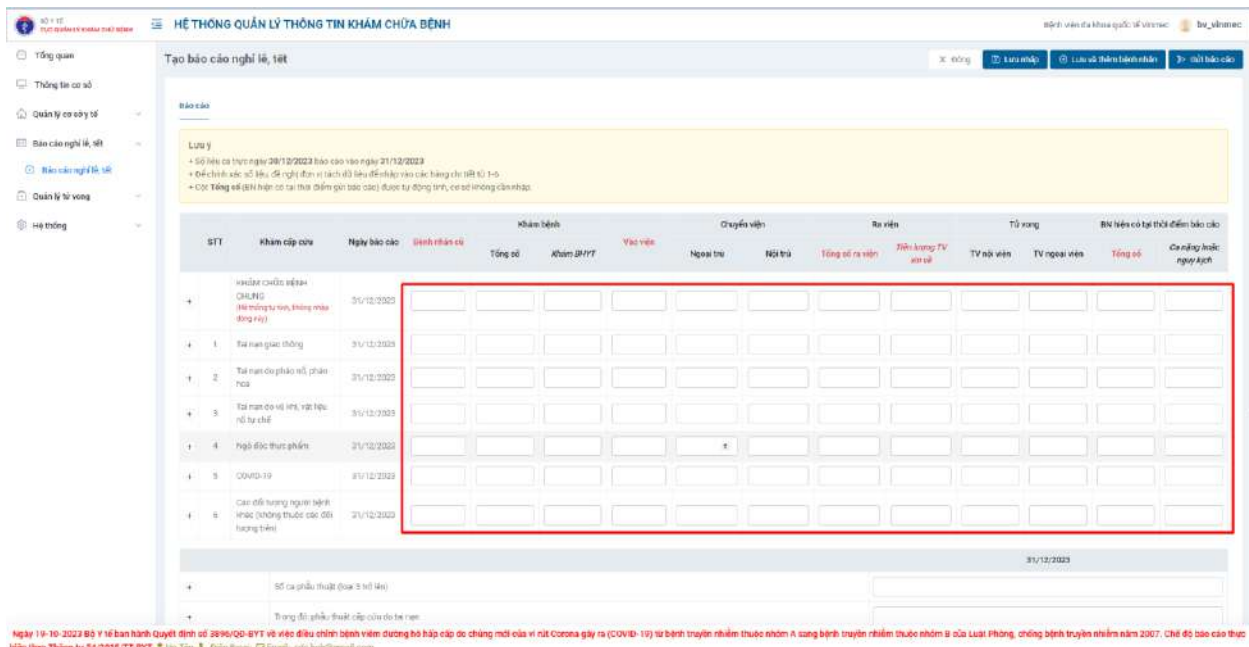 BỘ Y TẾ
CỤC QUẢN LÝ KHÁM CHỮA BỆNH
HỆ THỐNG QUẢN LÝ THÔNG TIN KHÁM CHỮA BỆNH
Bệnh viện đa khoa quốc tế Vinmec
bv_vinmec
Tổng quan
Thông tin cơ sở
Quản lý cơ sở y tế
Báo cáo nghỉ lễ, tết
Báo cáo nghỉ lễ, tết
Quản lý tử vong
Hệ thống
Tạo báo cáo nghỉ lễ, tết
X Đóng
Lưu nháp
Lưu và thêm bệnh nhân
Gửi báo cáo
Báo cáo
Lưu ý
+ Số liệu ca trực ngày 30/12/2023 báo cáo vào ngày 31/12/2023
+ Để chính xác số liệu, đề nghị đơn vị tách dữ liệu để nhập vào các hàng chi tiết từ 1-6
+ Cột Tổng số (BN hiện có tại thời điểm gửi báo cáo) được tự động tính, cơ sở không cần nhập.
STT
Khám cấp cứu
Ngày báo cáo
Bệnh nhân cũ
Khám bệnh
Tổng số
Khám BHYT
Vào viện
Chuyển viện
Ngoại trú
Nội trú
Ra viện
Tổng số ra viện
Tiên lượng TV
xin về
Tử vong
TV nội viện
TV ngoại viện
BN hiện có tại thời điểm báo cáo
Tổng số
Ca nặng hoặc
nguy kịch
+
KHÁM CHỮA BỆNH
CHUNG
(Hệ thống tự tính, không nhập
dòng này)
31/12/2023
+ 1 Tai nạn giao thông 31/12/2023
+ 2 Tai nạn do pháo nổ, pháo
hoa
31/12/2023
+ 3 Tai nạn do vũ khí, vật liệu
nổ tự chế
31/12/2023
+ 4 Ngộ độc thực phẩm 31/12/2023
+ 5 COVID-19 31/12/2023
+ 6 Các đối tượng người bệnh
khác (không thuộc các đối
tượng trên)
31/12/2023
31/12/2023
+ Số ca phẫu thuật (loại 3 trở lên)
+ Trong đó: phẫu thuật cấp cứu do tai nạn
Ngày 19-10-2023 Bộ Y tế ban hành Quyết định số 3896/QĐ-BYT về việc điều chỉnh bệnh viêm đường hô hấp cấp do chủng mới của vi rút Corona gây ra (COVID-19) từ bệnh truyền nhiễm thuộc nhóm A sang bệnh truyền nhiễm thuộc nhóm B của Luật Phòng, chống bệnh truyền nhiễm năm 2007. Chế độ báo cáo thực